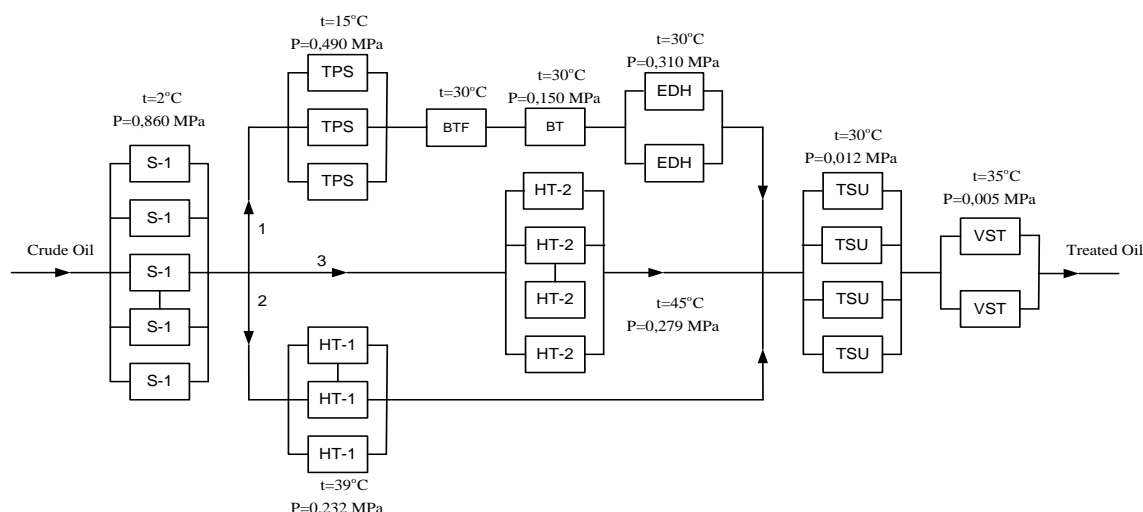 t=15°C
P=0,490 MPa
TPS
TPS
TPS
t=30°C
BTF
t=30°C
P=0,150 MPa
BT
t=30°C
P=0,310 MPa
EDH
EDH
t=2°C
P=0,860 MPa
S-1
S-1
S-1
S-1
S-1
Crude Oil
1
3
2
HT-2
HT-2
HT-2
HT-2
t=45°C
P=0,279 MPa
HT-1
HT-1
HT-1
t=39°C
P=0,232 MPa
t=30°C
P=0,012 MPa
TSU
TSU
TSU
TSU
t=35°C
P=0,005 MPa
VST
VST
Treated Oil